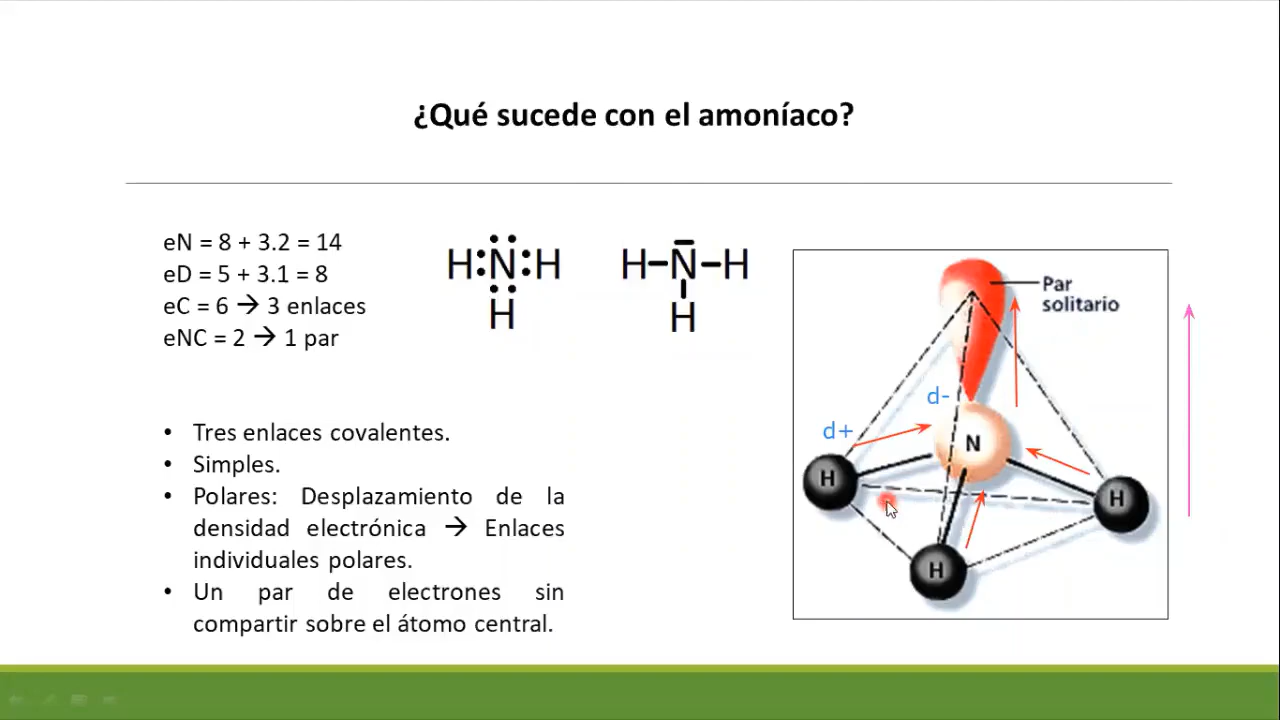 ¿Qué sucede con el amoníaco?
eN = 8 + 3.2 = 14
eD = 5 + 3.1 = 8
eC = 6 → 3 enlaces
eNC = 2 → 1 par
H:N:H
H
H–N–H
H
• Tres enlaces covalentes.
• Simples.
• Polares: Desplazamiento de la
densidad electrónica → Enlaces
individuales polares.
• Un par de electrones sin
compartir sobre el átomo central.
Par
solitario
d-
d+
N
H
H
H